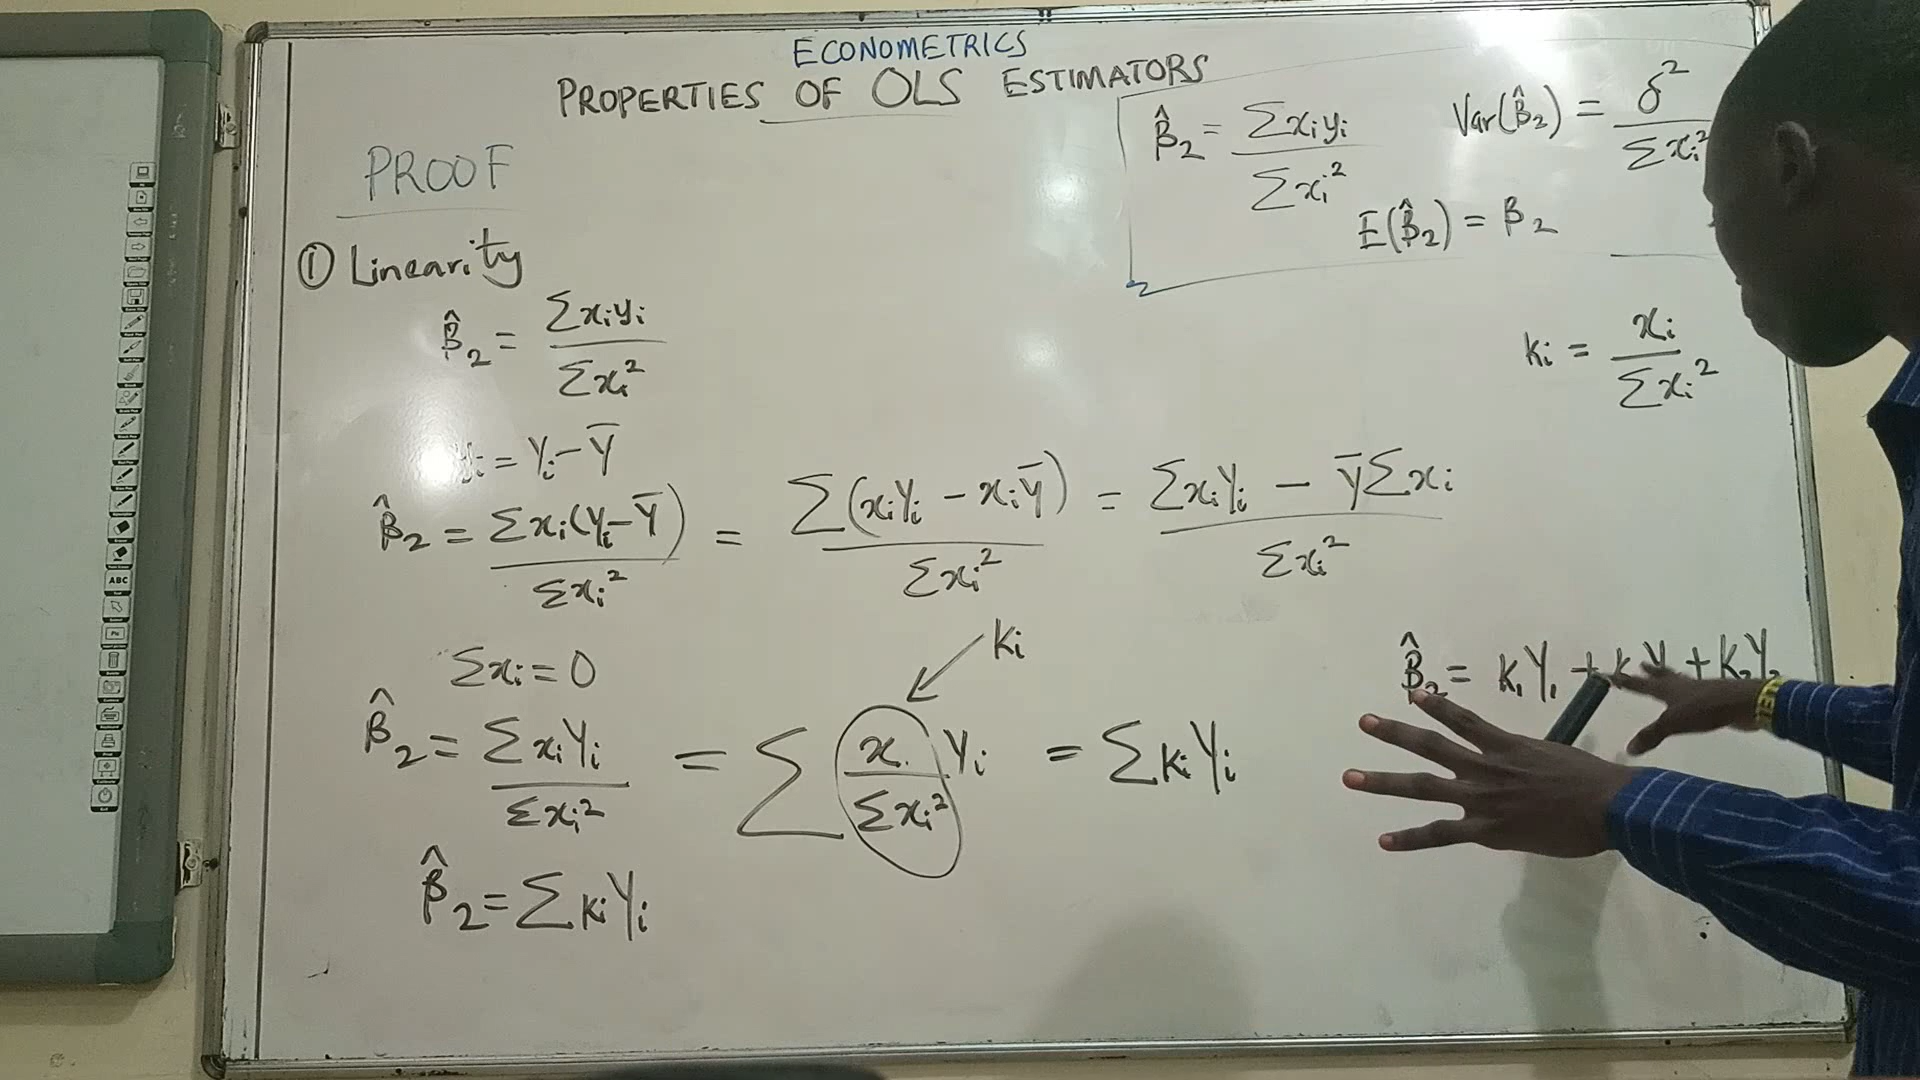 ECONOMETRICS
PROPERTIES OF OLS ESTIMATORS
β̂₂ = Σxᵢyᵢ / Σxᵢ²
Var(β̂₂) = δ² / Σxᵢ²
E(β̂₂) = β₂
PROOF
① Linearity
β̂₂ = Σxᵢyᵢ / Σxᵢ²
kᵢ = xᵢ / Σxᵢ²
yᵢ = Yᵢ − Ȳ
β̂₂ = Σxᵢ(Yᵢ − Ȳ) / Σxᵢ² = Σ(xᵢYᵢ − xᵢȲ) / Σxᵢ² = (ΣxᵢYᵢ − ȲΣxᵢ) / Σxᵢ²
Σxᵢ = 0
kᵢ
β̂₂ = ΣxᵢYᵢ / Σxᵢ² = Σ (x. / Σxᵢ²) Yᵢ = ΣkᵢYᵢ
β̂₂ = k₁Y₁ + k Y + k₃Y₃
β̂₂ = ΣkᵢYᵢ
ABC